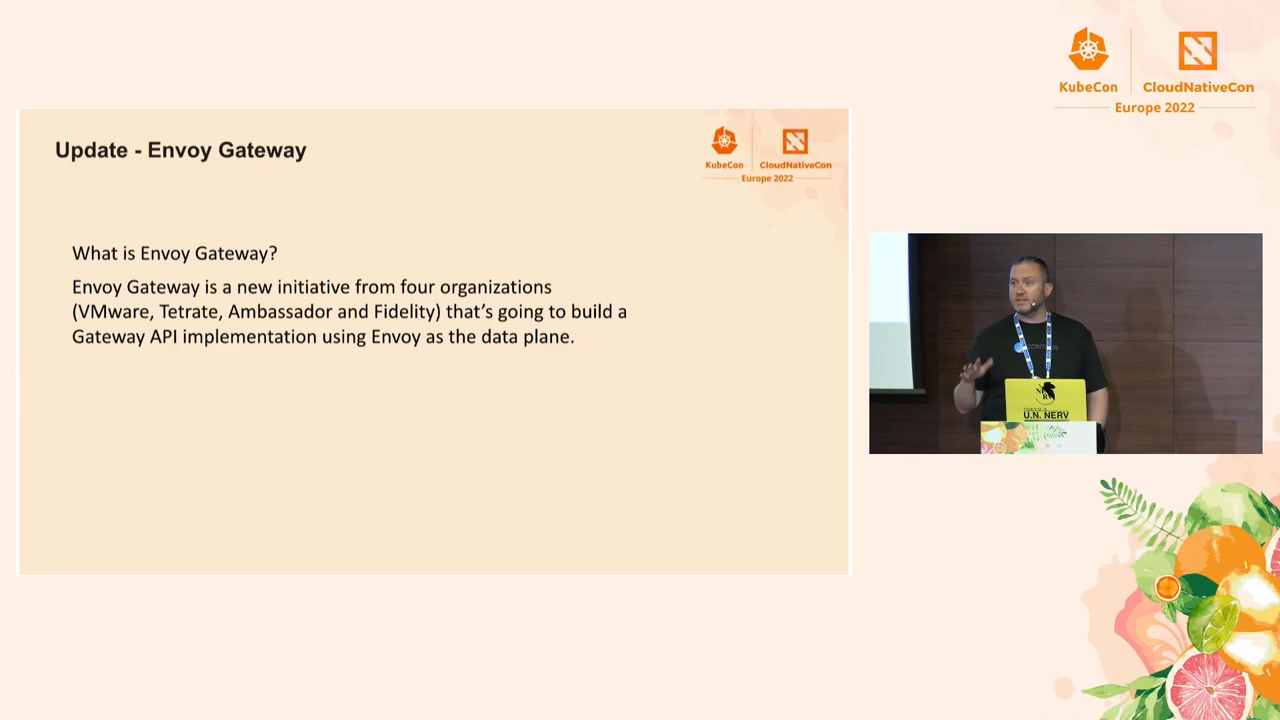 KubeCon
CloudNativeCon
Europe 2022
Update - Envoy Gateway
KubeCon
CloudNativeCon
Europe 2022
What is Envoy Gateway?
Envoy Gateway is a new initiative from four organizations
(VMware, Tetrate, Ambassador and Fidelity) that's going to build a
Gateway API implementation using Envoy as the data plane.
U.N. NERV